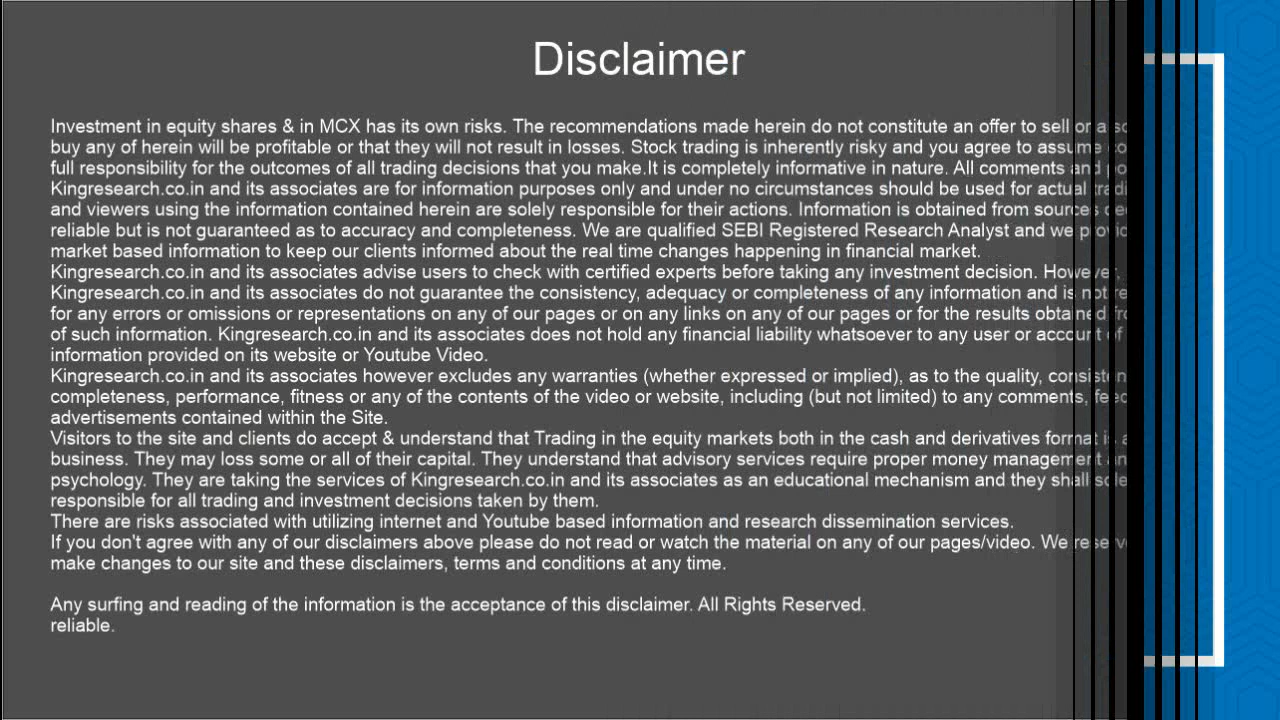 Disclaimer
Investment in equity shares & in MCX has its own risks. The recommendations made herein do not constitute an offer to sell or a
buy any of herein will be profitable or that they will not result in losses. Stock trading is inherently risky and you agree to assume
full responsibility for the outcomes of all trading decisions that you make.It is completely informative in nature. All comments and
Kingresearch.co.in and its associates are for information purposes only and under no circumstances should be used for actual
and viewers using the information contained herein are solely responsible for their actions. Information is obtained from sources
reliable but is not guaranteed as to accuracy and completeness. We are qualified SEBI Registered Research Analyst and we
market based information to keep our clients informed about the real time changes happening in financial market.
Kingresearch.co.in and its associates advise users to check with certified experts before taking any investment decision. However,
Kingresearch.co.in and its associates do not guarantee the consistency, adequacy or completeness of any information and is not
for any errors or omissions or representations on any of our pages or on any links on any of our pages or for the results obtained
of such information. Kingresearch.co.in and its associates does not hold any financial liability whatsoever to any user or account of
information provided on its website or Youtube Video.
Kingresearch.co.in and its associates however excludes any warranties (whether expressed or implied), as to the quality,
completeness, performance, fitness or any of the contents of the video or website, including (but not limited) to any comments,
advertisements contained within the Site.
Visitors to the site and clients do accept & understand that Trading in the equity markets both in the cash and derivatives format is
business. They may loss some or all of their capital. They understand that advisory services require proper money management
psychology. They are taking the services of Kingresearch.co.in and its associates as an educational mechanism and they shall
responsible for all trading and investment decisions taken by them.
There are risks associated with utilizing internet and Youtube based information and research dissemination services.
If you don't agree with any of our disclaimers above please do not read or watch the material on any of our pages/video. We
make changes to our site and these disclaimers, terms and conditions at any time.
Any surfing and reading of the information is the acceptance of this disclaimer. All Rights Reserved.
reliable.